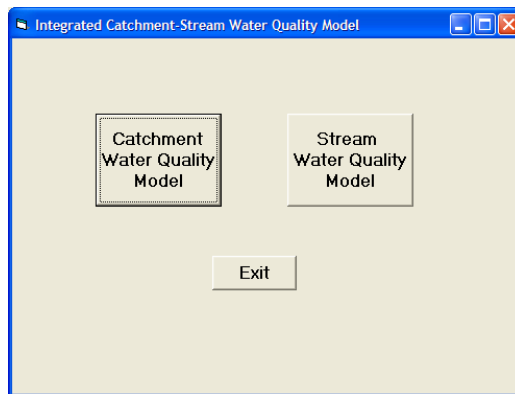 Integrated Catchment-Stream Water Quality Model
Catchment
Water Quality
Model
Stream
Water Quality
Model
Exit